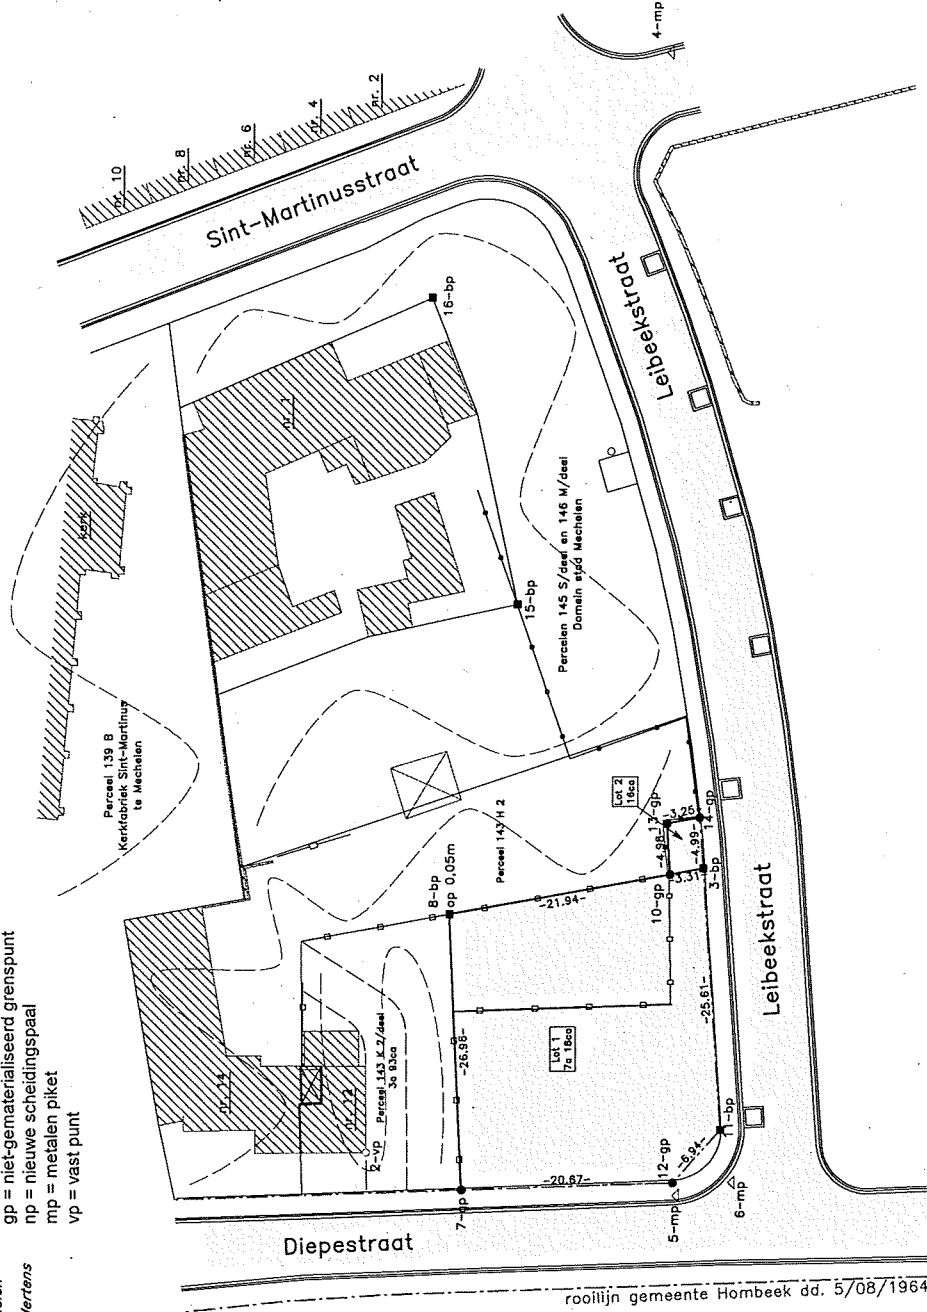 gp = niet-gematerialiseerd grenspunt
np = nieuwe scheidingspaal
mp = metalen piket
vp = vast punt
nr. 10
nr. 8
nr. 6
nr. 4
nr. 2
4-mp
Sint-Martinusstraat
16-bp
nr. 1
kerk
Leibeekstraat
15-bp
Percelen 145 S/deel en 146 M/deel
Domein stad Mechelen
Perceel 139 B
Kerkfabriek Sint-Martinus
te Mechelen
Lot 2
16ca
13-gp
-3.25-
14-gp
-4.98-
-4.99-
-3.31-
3-bp
10-gp
Perceel 143 H 2
8-bp
op 0,05m
-21.94-
nr. 14
nr. 12
Perceel 143 K 2/deel
3a 93ca
2-vp
-26.96-
Lot 1
7a 18ca
-25.61-
Leibeekstraat
7-gp
-20.67-
12-gp
-6.94-
11-bp
5-mp
6-mp
Diepestraat
rooilijn gemeente Hombeek dd. 5/08/1964